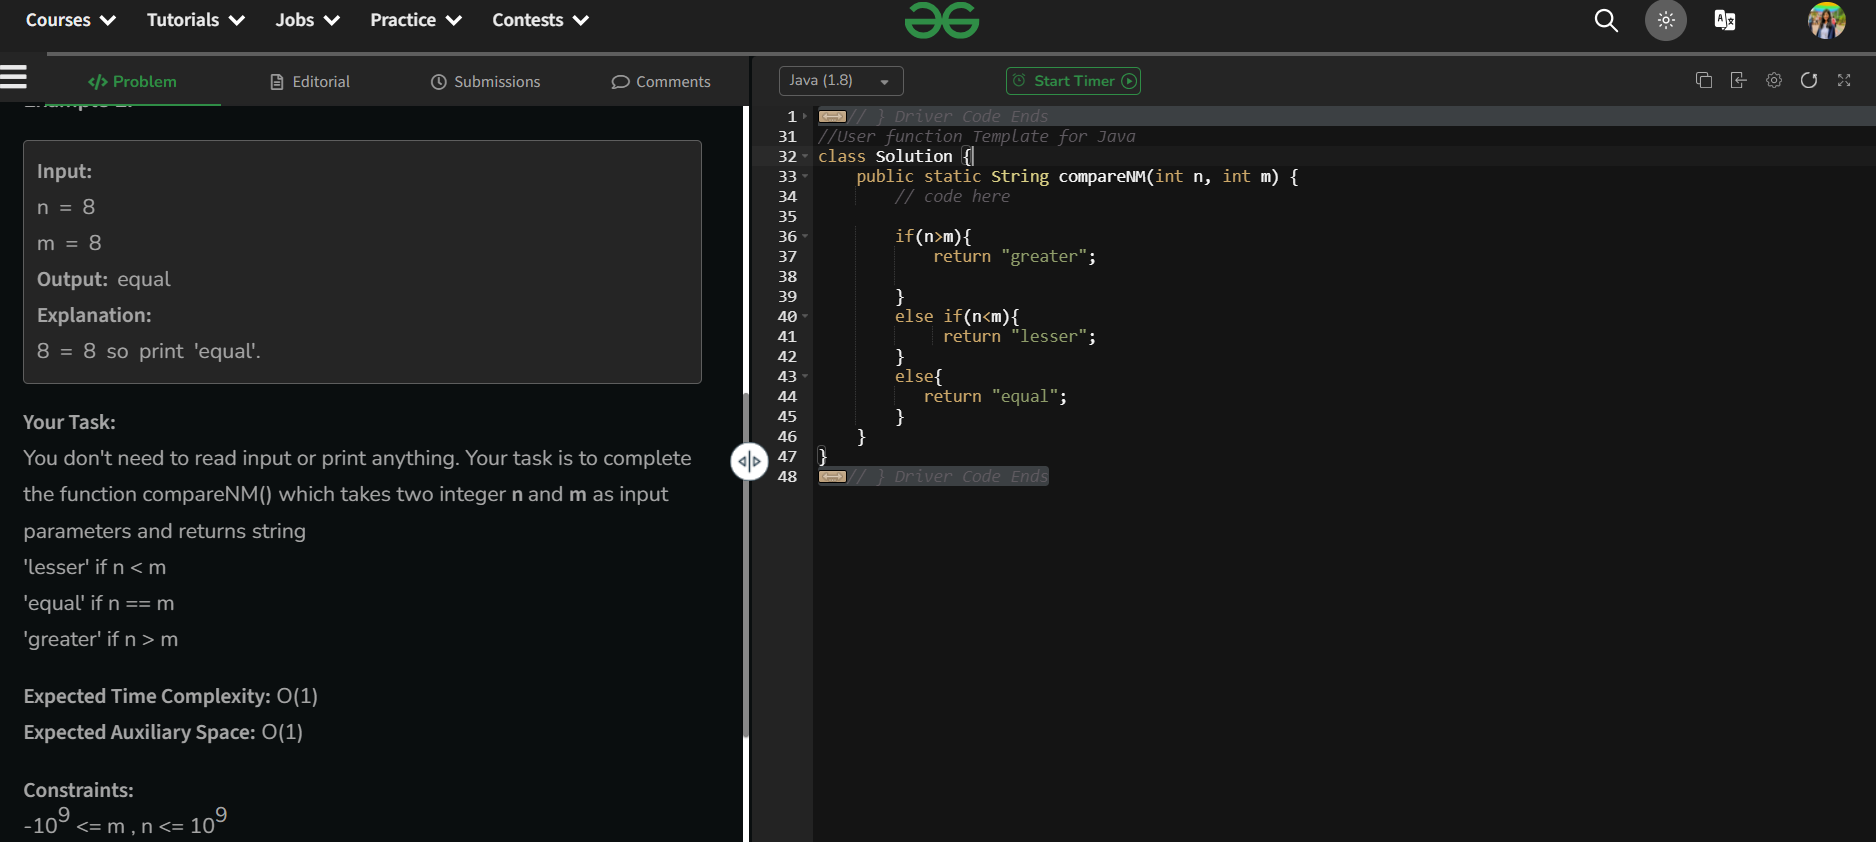 Courses Tutorials Jobs Practice Contests
Problem Editorial Submissions Comments
Input:
n = 8
m = 8
Output: equal
Explanation:
8 = 8 so print 'equal'.
Your Task:
You don't need to read input or print anything. Your task is to complete
the function compareNM() which takes two integer n and m as input
parameters and returns string
'lesser' if n < m
'equal' if n == m
'greater' if n > m
Expected Time Complexity: O(1)
Expected Auxiliary Space: O(1)
Constraints:
-10^9 <= m , n <= 10^9
Java (1.8) Start Timer
1 // } Driver Code Ends
31 //User function Template for Java
32 class Solution {
33 public static String compareNM(int n, int m) {
34 // code here
35
36 if(n>m){
37 return "greater";
38
39 }
40 else if(n<m){
41 return "lesser";
42 }
43 else{
44 return "equal";
45 }
46 }
47 }
48 // } Driver Code Ends